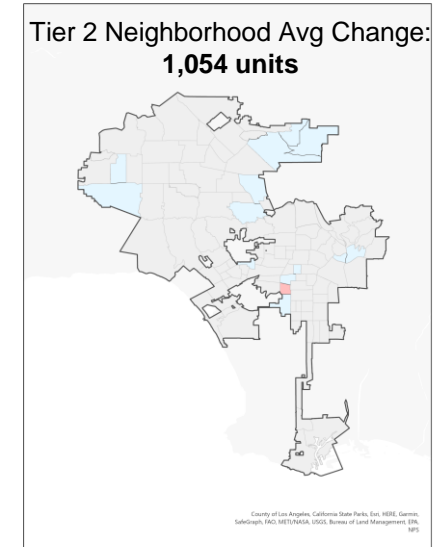 Tier 2 Neighborhood Avg Change:
1,054 units
County of Los Angeles, California State Parks, Esri, HERE, Garmin,
SafeGraph, FAO, METI/NASA, USGS, Bureau of Land Management, EPA,
NPS